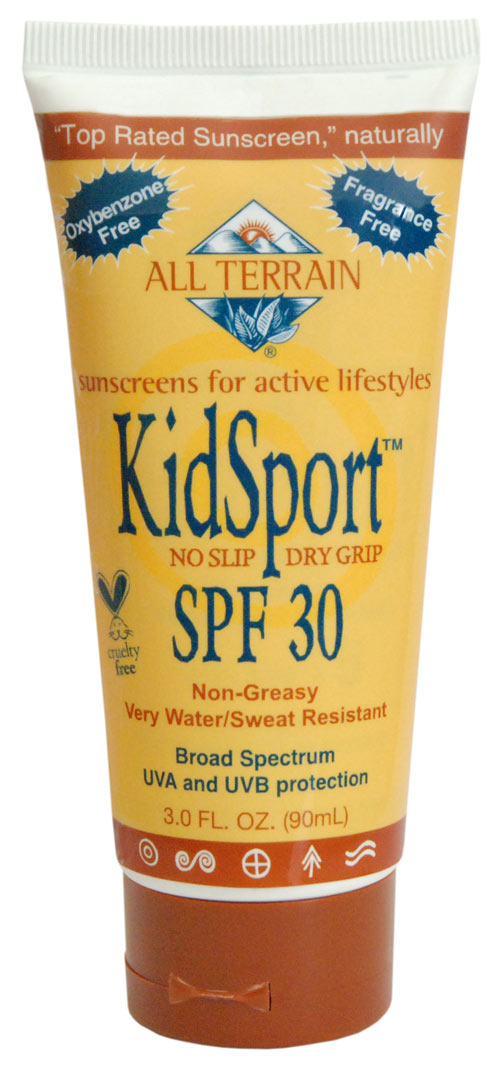 "Top Rated Sunscreen," naturally
Oxybenzone
Free
Fragrance
Free
ALL TERRAIN
®
sunscreens for active lifestyles
KidSport™
NO SLIP DRY GRIP
SPF 30
cruelty
free
Non-Greasy
Very Water/Sweat Resistant
Broad Spectrum
UVA and UVB protection
3.0 FL. OZ. (90mL)